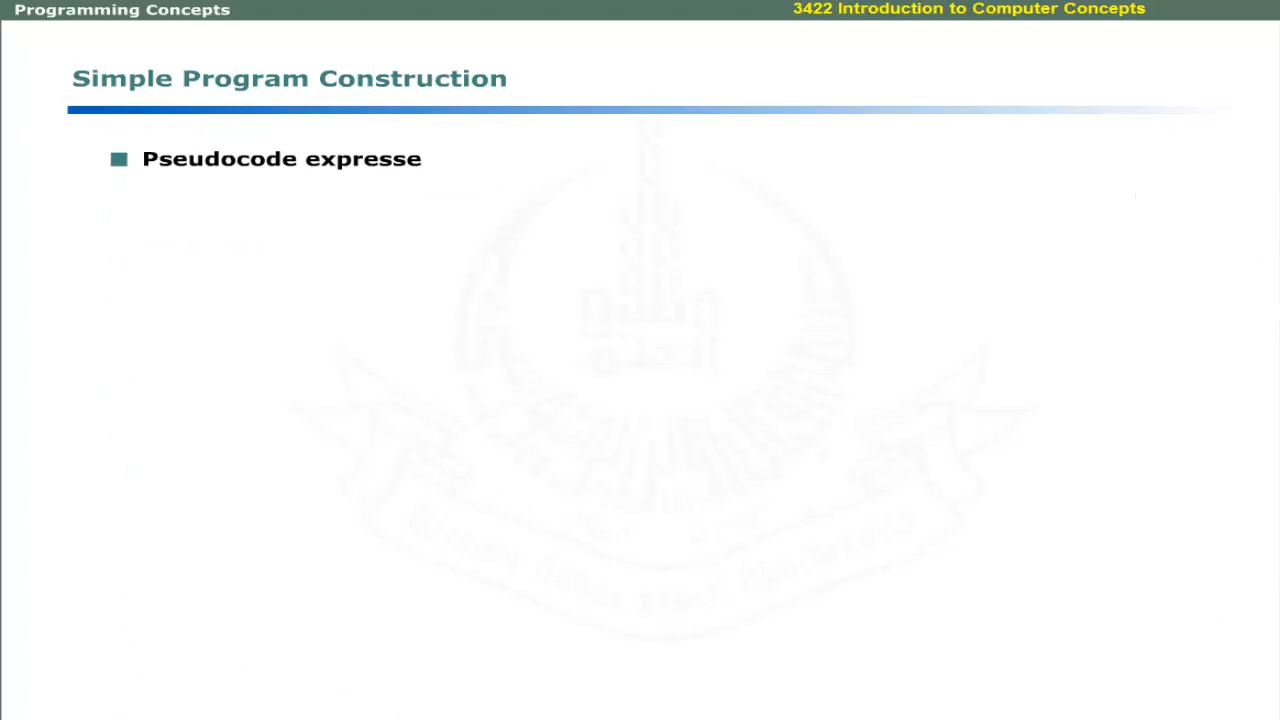 Programming Concepts
3422 Introduction to Computer Concepts
Simple Program Construction
Pseudocode expresse